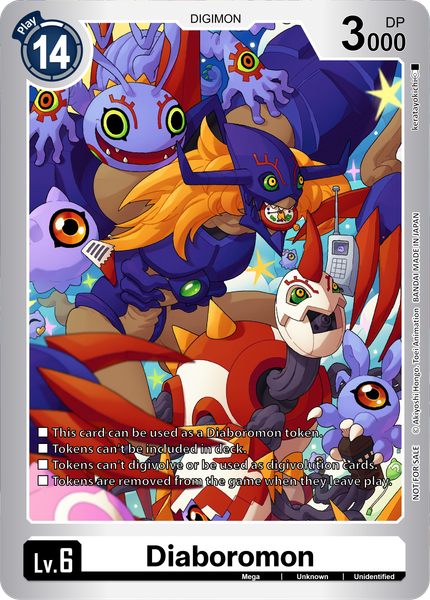 Play
14
DIGIMON
3000
DP
keratayokichi
■ This card can be used as a Diaboromon token.
■ Tokens can't be included in deck.
■ Tokens can't digivolve or be used as digivolution cards.
■ Tokens are removed from the game when they leave play.
NOT FOR SALE © Akiyoshi Hongo, Toei Animation BANDAI MADE IN JAPAN
Lv.6
Diaboromon
Mega | Unknown | Unidentified